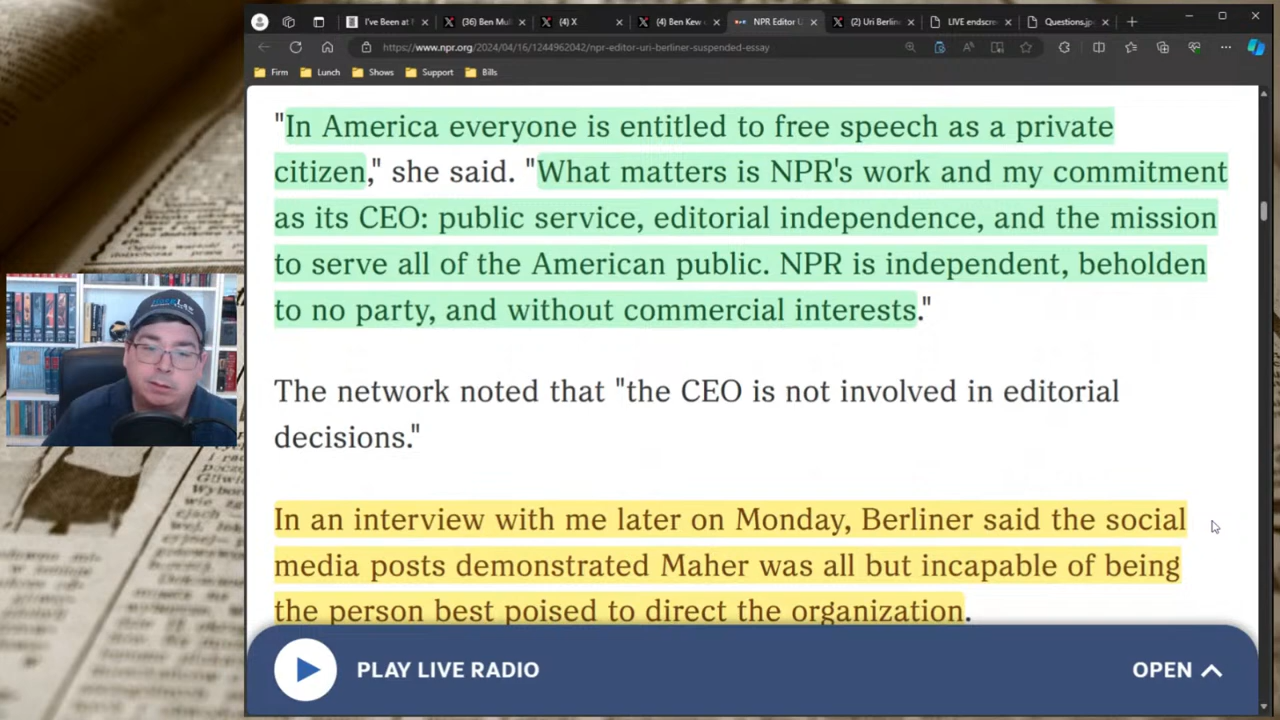 I've Been at
(36) Ben Mul
(4) X
(4) Ben Kew
NPR Editor U
(2) Uri Berlin
LIVE endscre
Questions.jp
https://www.npr.org/2024/04/16/1244962042/npr-editor-uri-berliner-suspended-essay
Firm
Lunch
Shows
Support
Bills
"In America everyone is entitled to free speech as a private
citizen," she said. "What matters is NPR's work and my commitment
as its CEO: public service, editorial independence, and the mission
to serve all of the American public. NPR is independent, beholden
to no party, and without commercial interests."
The network noted that "the CEO is not involved in editorial
decisions."
In an interview with me later on Monday, Berliner said the social
media posts demonstrated Maher was all but incapable of being
the person best poised to direct the organization.
PLAY LIVE RADIO
OPEN